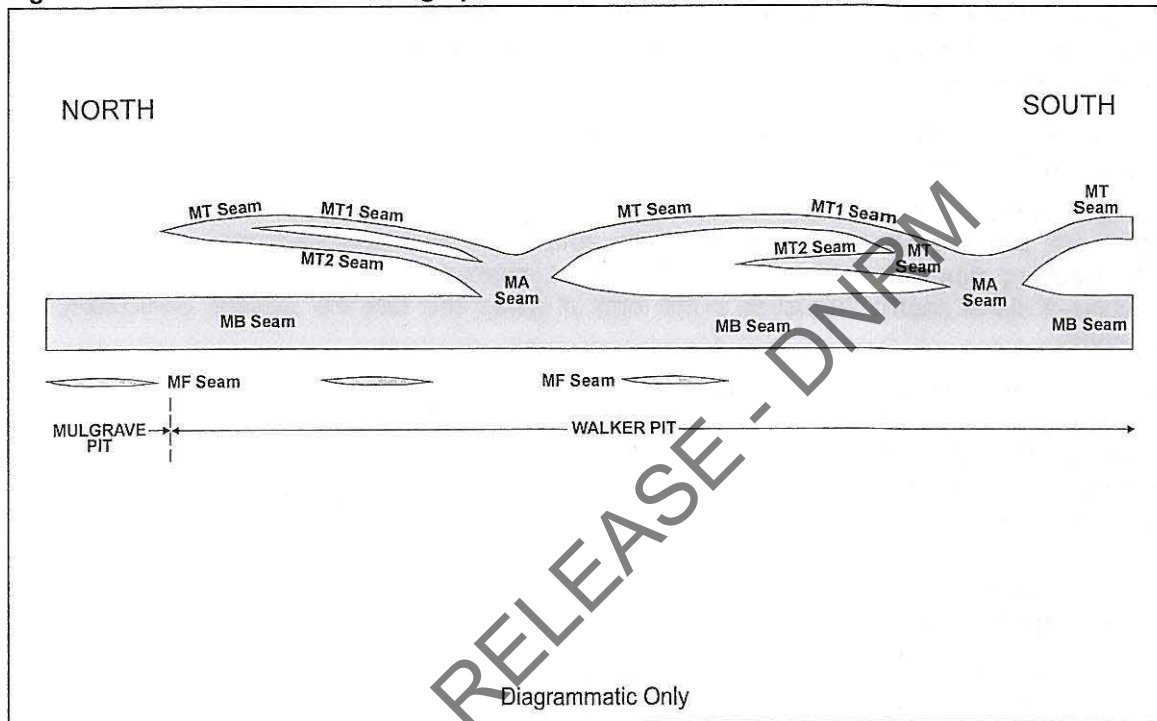 NORTH
SOUTH
MT Seam
MT1 Seam
MT2 Seam
MA
Seam
MT Seam
MT1 Seam
MT2 Seam
MT
Seam
MT
Seam
MA
Seam
MB Seam
MB Seam
MB Seam
MF Seam
MF Seam
MULGRAVE
PIT
WALKER PIT
Diagrammatic Only
RELEASE - DNRM